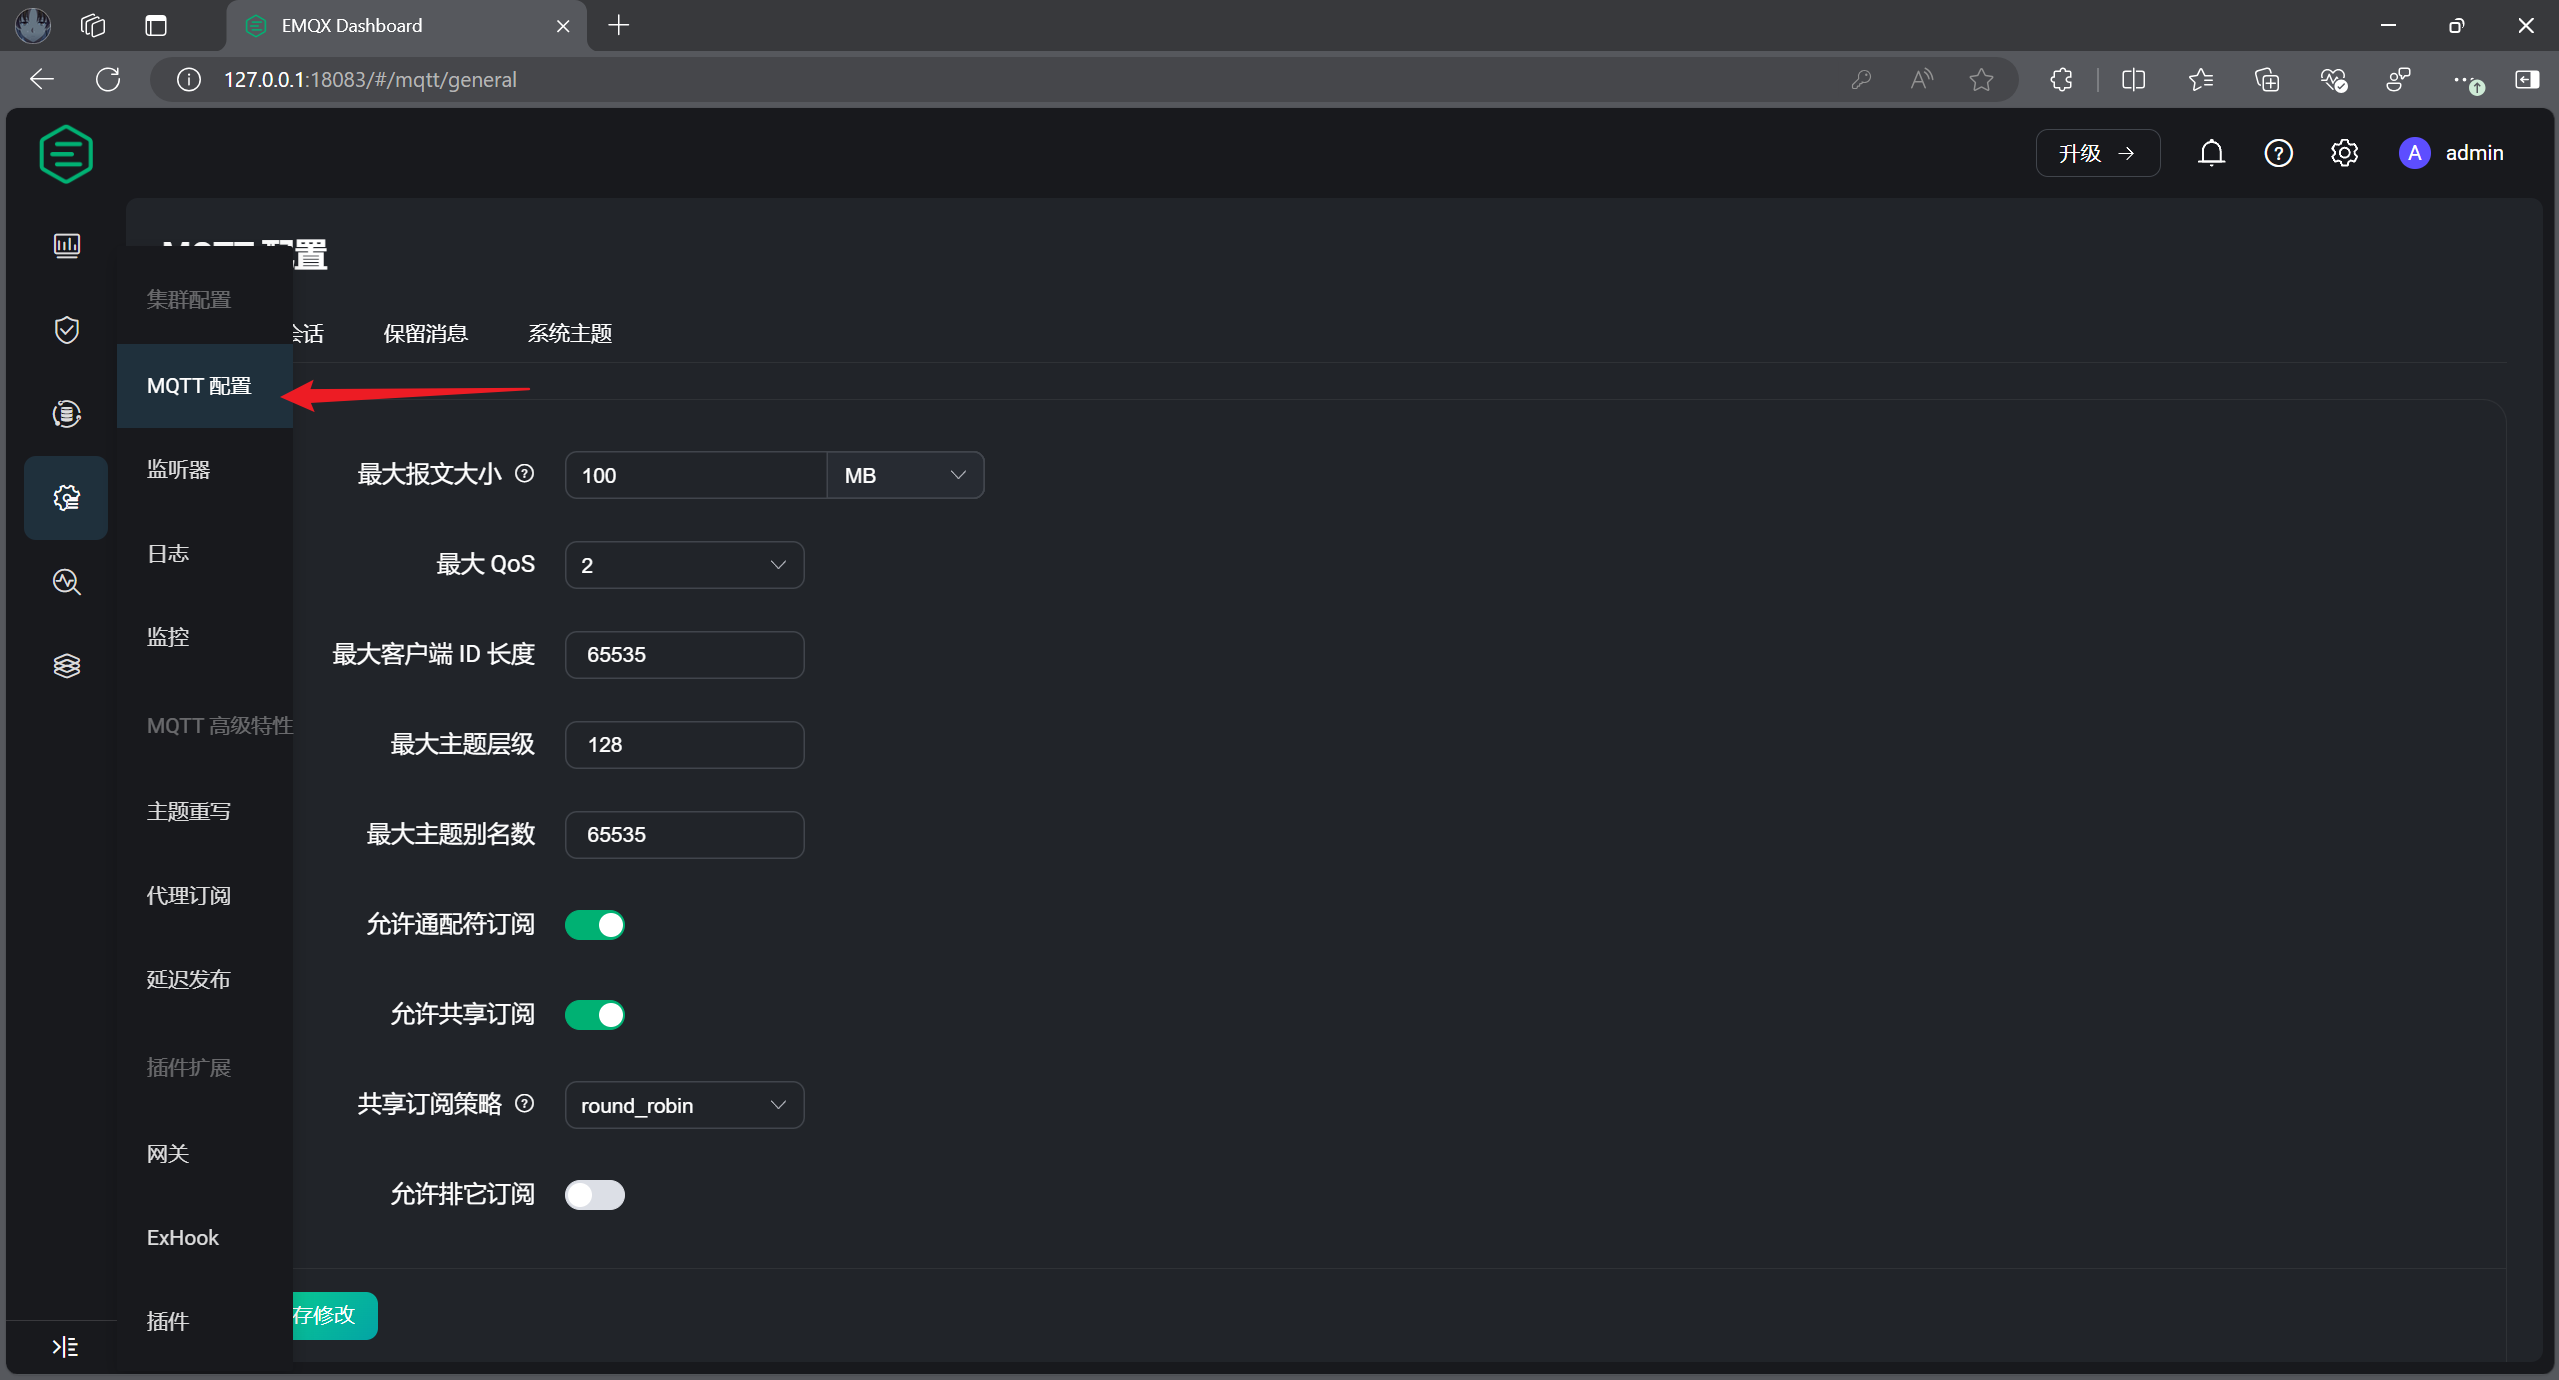 EMQX Dashboard
127.0.0.1:18083/#/mqtt/general
升级
A admin
置
集群配置
MQTT 配置
监听器
日志
监控
MQTT 高级特性
主题重写
代理订阅
延迟发布
插件扩展
网关
ExHook
插件
话
保留消息
系统主题
最大报文大小
100
MB
最大 QoS
2
最大客户端 ID 长度
65535
最大主题层级
128
最大主题别名数
65535
允许通配符订阅
允许共享订阅
共享订阅策略
round_robin
允许排它订阅
存修改